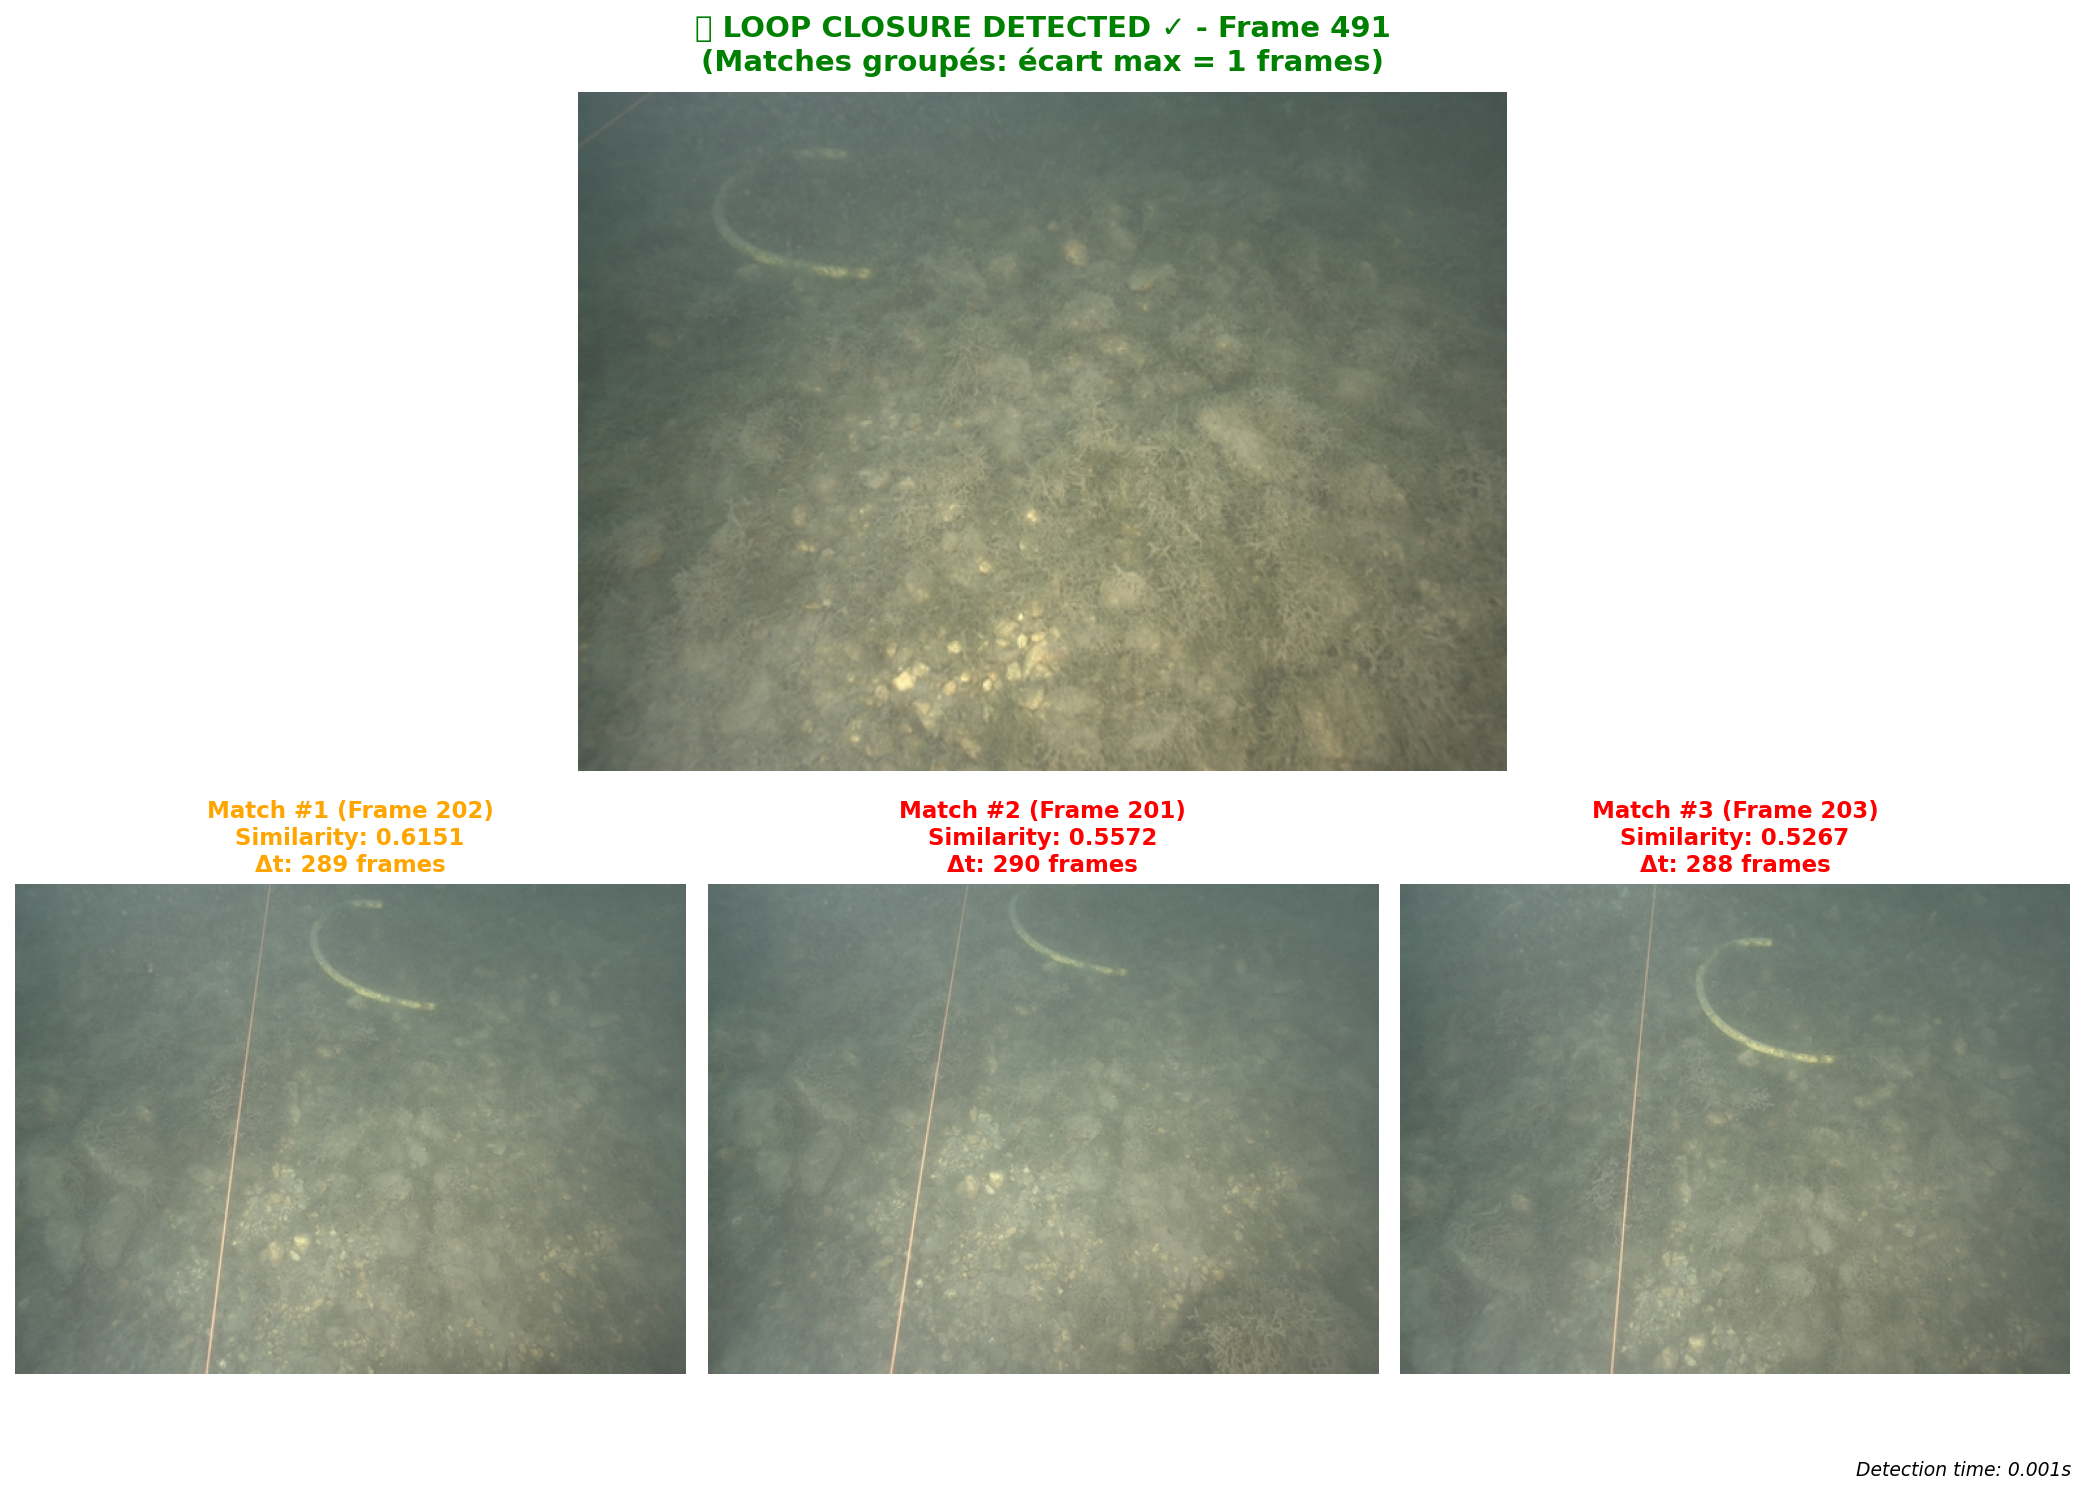 LOOP CLOSURE DETECTED ✓ - Frame 491
(Matches groupés: écart max = 1 frames)
Match #1 (Frame 202)
Similarity: 0.6151
Δt: 289 frames
Match #2 (Frame 201)
Similarity: 0.5572
Δt: 290 frames
Match #3 (Frame 203)
Similarity: 0.5267
Δt: 288 frames
Detection time: 0.001s